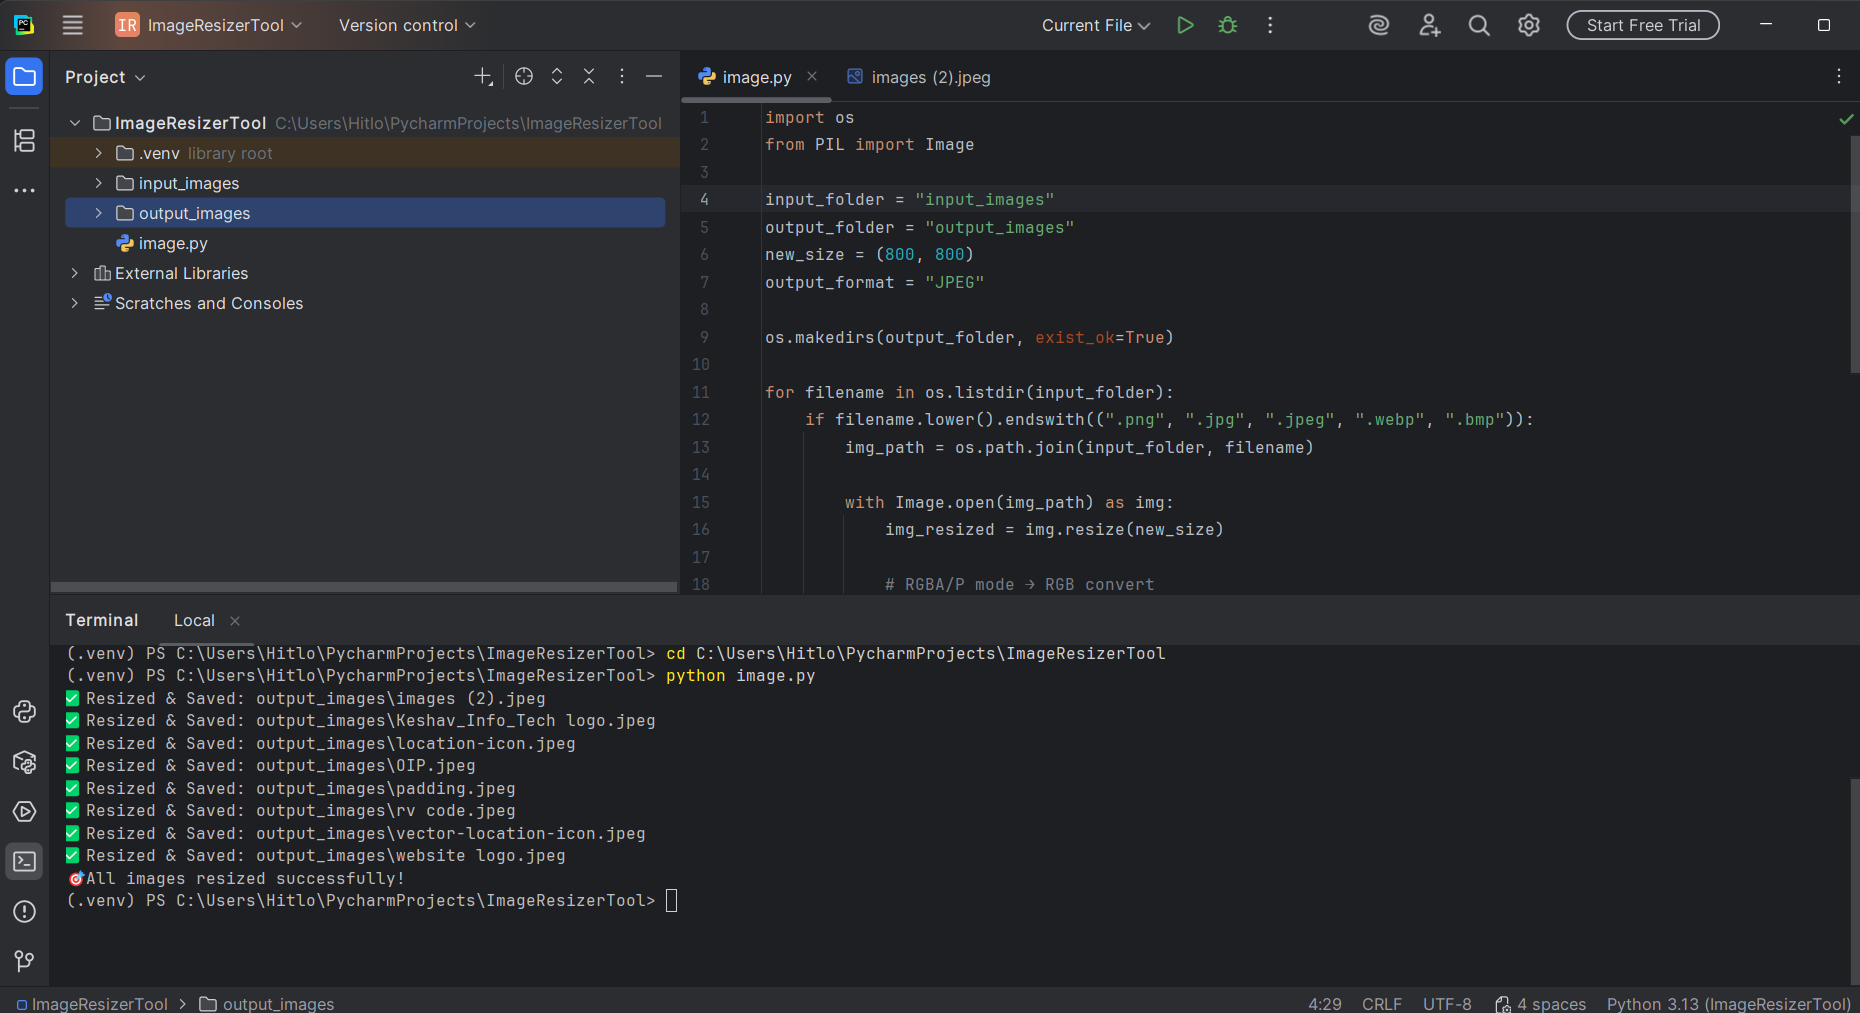 IR ImageResizerTool Version control Current File Start Free Trial
Project
ImageResizerTool C:\Users\Hitlo\PycharmProjects\ImageResizerTool
.venv library root
input_images
output_images
image.py
External Libraries
Scratches and Consoles
image.py images (2).jpeg
1 import os
2 from PIL import Image
3
4 input_folder = "input_images"
5 output_folder = "output_images"
6 new_size = (800, 800)
7 output_format = "JPEG"
8
9 os.makedirs(output_folder, exist_ok=True)
10
11 for filename in os.listdir(input_folder):
12 if filename.lower().endswith((".png", ".jpg", ".jpeg", ".webp", ".bmp")):
13 img_path = os.path.join(input_folder, filename)
14
15 with Image.open(img_path) as img:
16 img_resized = img.resize(new_size)
17
18 # RGBA/P mode → RGB convert
Terminal Local
(.venv) PS C:\Users\Hitlo\PycharmProjects\ImageResizerTool> cd C:\Users\Hitlo\PycharmProjects\ImageResizerTool
(.venv) PS C:\Users\Hitlo\PycharmProjects\ImageResizerTool> python image.py
✅ Resized & Saved: output_images\images (2).jpeg
✅ Resized & Saved: output_images\Keshav_Info_Tech logo.jpeg
✅ Resized & Saved: output_images\location-icon.jpeg
✅ Resized & Saved: output_images\OIP.jpeg
✅ Resized & Saved: output_images\padding.jpeg
✅ Resized & Saved: output_images\rv code.jpeg
✅ Resized & Saved: output_images\vector-location-icon.jpeg
✅ Resized & Saved: output_images\website logo.jpeg
🎯All images resized successfully!
(.venv) PS C:\Users\Hitlo\PycharmProjects\ImageResizerTool>
ImageResizerTool > output_images 4:29 CRLF UTF-8 4 spaces Python 3.13 (ImageResizerTool)